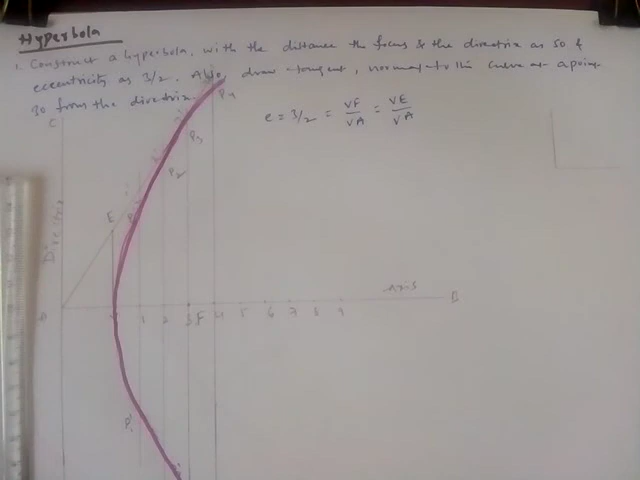 Hyperbola
1. Construct a hyperbola, with the distance the focus & the directrix as 50 &
eccentricity as 3/2. Also draw tangent, normal to the curve at a point
30 from the directrix.
e = 3/2 = VF/VA = VE/VA
C
P4
P3
P2
E
Directrix
A
1 2 3 F 4 5 6 7 8 9
axis
B
P1'